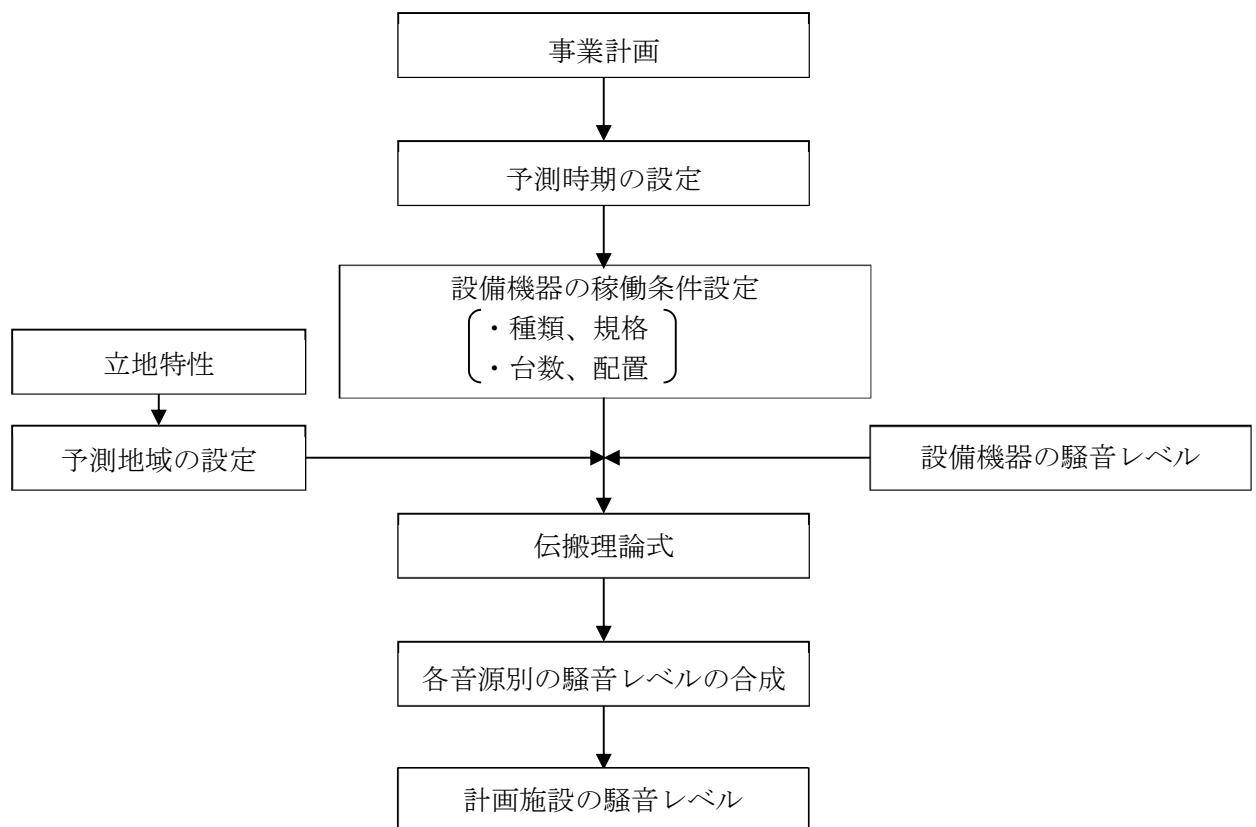 事業計画
予測時期の設定
設備機器の稼働条件設定
・種類、規格
・台数、配置
立地特性
予測地域の設定
設備機器の騒音レベル
伝搬理論式
各音源別の騒音レベルの合成
計画施設の騒音レベル